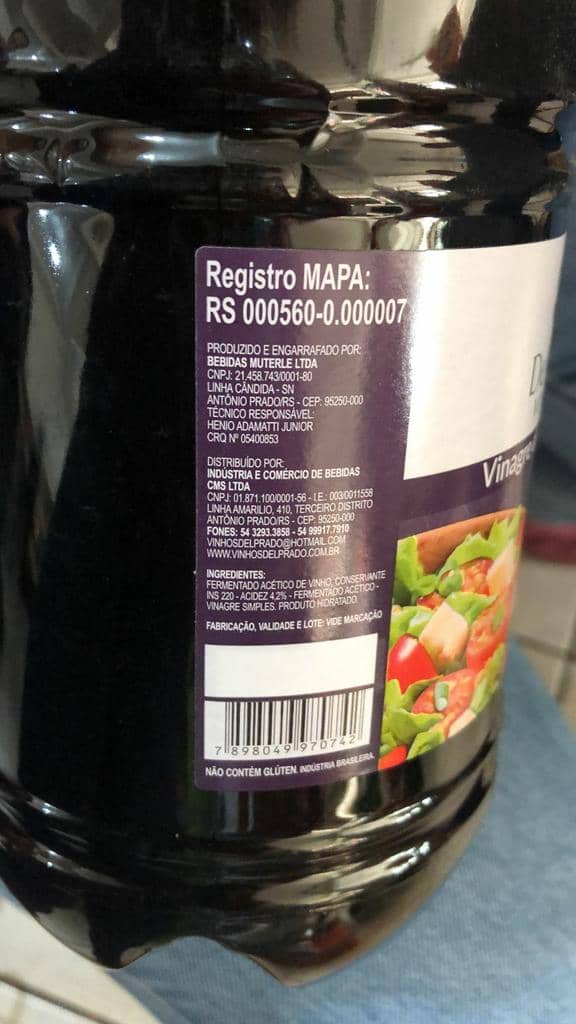 Registro MAPA:
RS 000560-0.000007
PRODUZIDO E ENGARRAFADO POR:
BEBIDAS MUTERLE LTDA
CNPJ: 21.458.743/0001-80
LINHA CÂNDIDA - SN
ANTÔNIO PRADO/RS - CEP: 95250-000
TÉCNICO RESPONSÁVEL:
HENIO ADAMATTI JUNIOR
CRQ Nº 05400853
DISTRIBUÍDO POR:
INDÚSTRIA E COMÉRCIO DE BEBIDAS
CMS LTDA
CNPJ: 01.871.100/0001-56 - I.E.: 003/0011558
LINHA AMARILIO, 410, TERCEIRO DISTRITO
ANTÔNIO PRADO/RS - CEP: 95250-000
FONES: 54 3293.3858 - 54 99917.7910
VINHOSDELPRADO@HOTMAIL.COM
WWW.VINHOSDELPRADO.COM.BR
INGREDIENTES:
FERMENTADO ACÉTICO DE VINHO, CONSERVANTE
INS 220 - ACIDEZ 4,2% - FERMENTADO ACÉTICO -
VINAGRE SIMPLES. PRODUTO HIDRATADO.
FABRICAÇÃO, VALIDADE E LOTE: VIDE MARCAÇÃO
7 898049 970742
NÃO CONTÉM GLÚTEN. INDÚSTRIA BRASILEIRA.
Vinagre